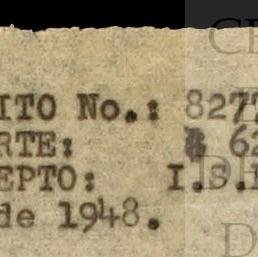 ITO No.: 827
RTE: 62
EPTO: I.S.
de 1948.